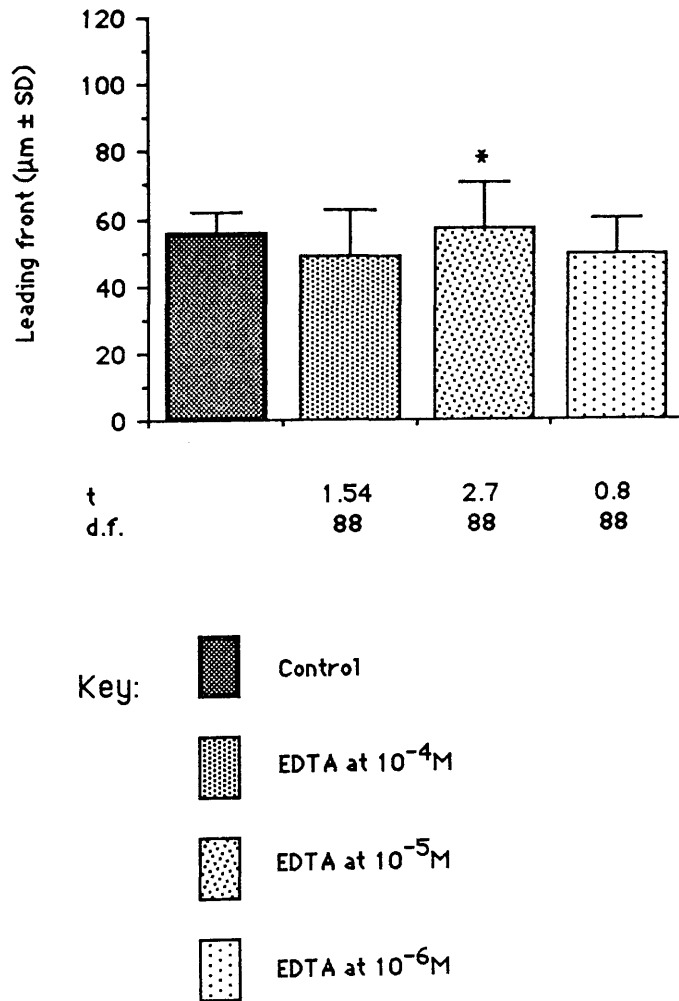 Leading front (µm ± SD)
120
100
80
60
40
20
0
*
t 1.54 2.7 0.8
d.f. 88 88 88
Key:
Control
EDTA at 10⁻⁴M
EDTA at 10⁻⁵M
EDTA at 10⁻⁶M